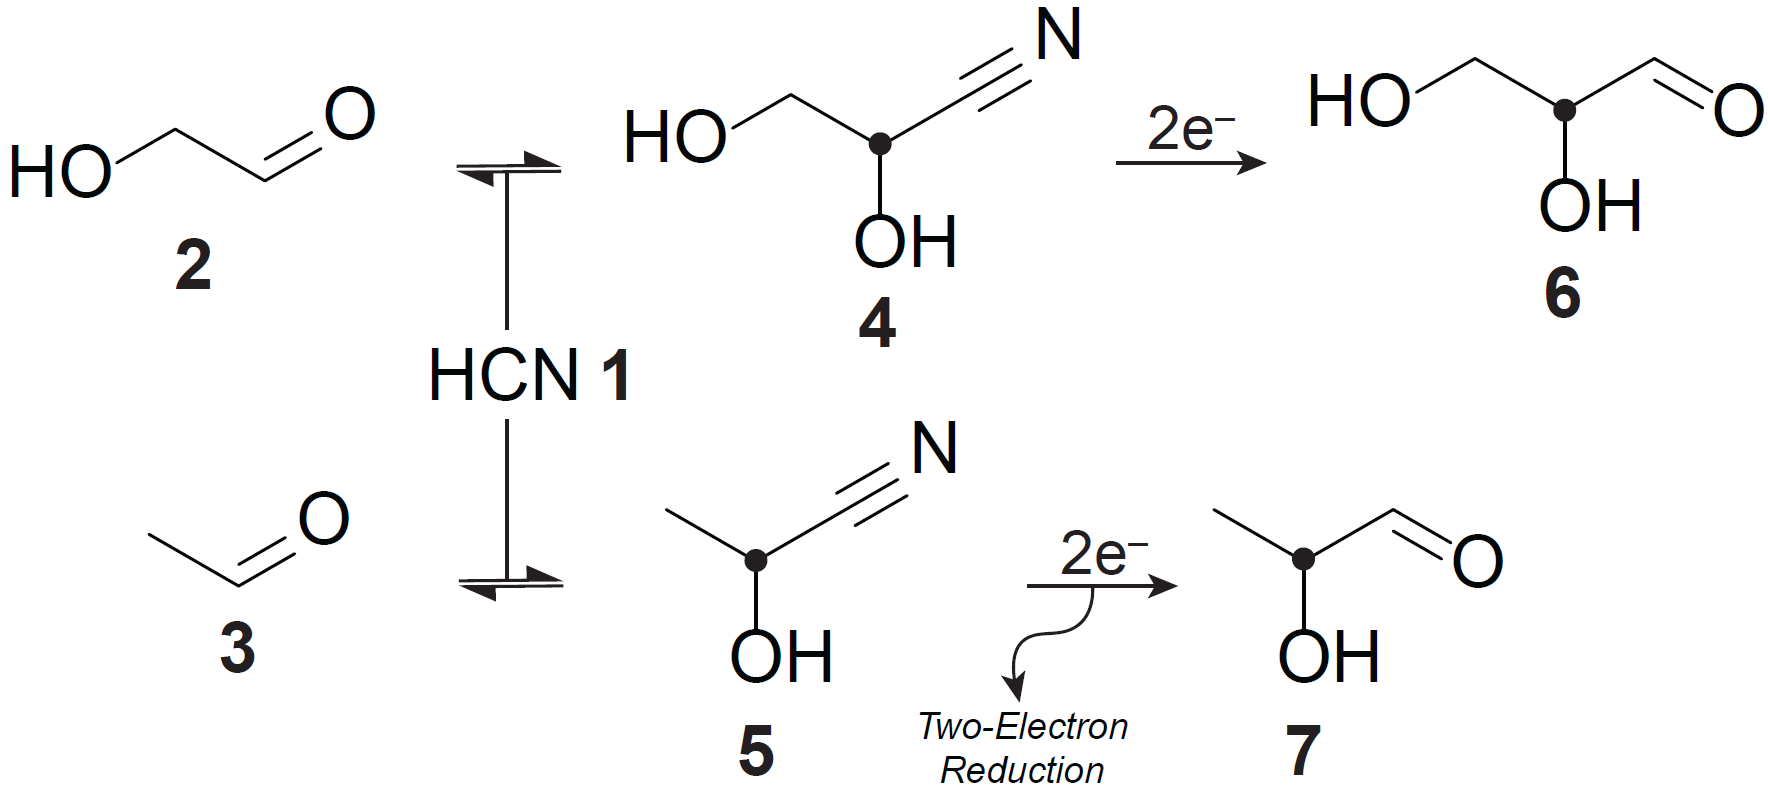 HO O
2
HO N OH
4
2e–
HO O OH
6
HCN 1
O
3
N OH
5
2e–
Two-Electron
Reduction
O OH
7